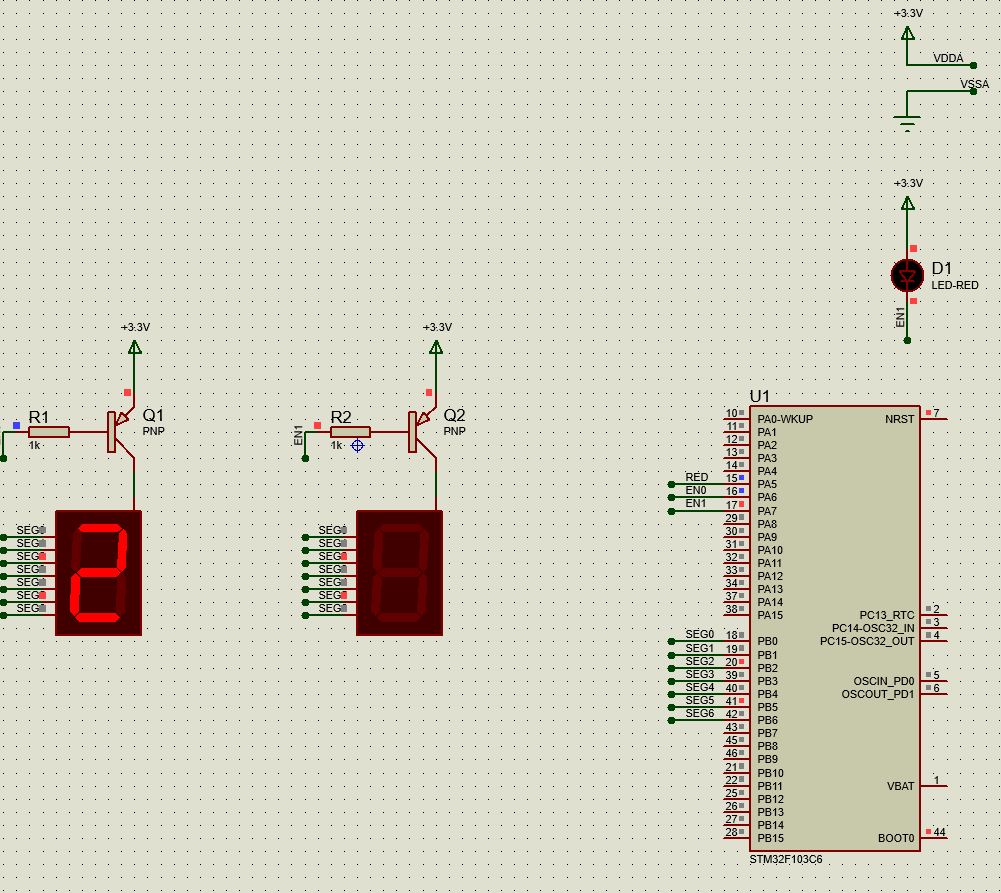 +3.3V
VDDA
VSSA
+3.3V
D1
LED-RED
EN1
+3.3V
R1
1k
Q1
PNP
SEG
SEG
SEG
SEG
SEG
SEG
SEG
+3.3V
EN1
R2
1k
Q2
PNP
SEG
SEG
SEG
SEG
SEG
SEG
SEG
U1
10 PA0-WKUP
11 PA1
12 PA2
13 PA3
14 PA4
RED 15 PA5
EN0 16 PA6
EN1 17 PA7
29 PA8
30 PA9
31 PA10
32 PA11
33 PA12
34 PA13
37 PA14
38 PA15
SEG0 18 PB0
SEG1 19 PB1
SEG2 20 PB2
SEG3 39 PB3
SEG4 40 PB4
SEG5 41 PB5
SEG6 42 PB6
43 PB7
45 PB8
46 PB9
21 PB10
22 PB11
25 PB12
26 PB13
27 PB14
28 PB15
NRST 7
PC13_RTC 2
PC14-OSC32_IN 3
PC15-OSC32_OUT 4
OSCIN_PD0 5
OSCOUT_PD1 6
VBAT 1
BOOT0 44
STM32F103C6